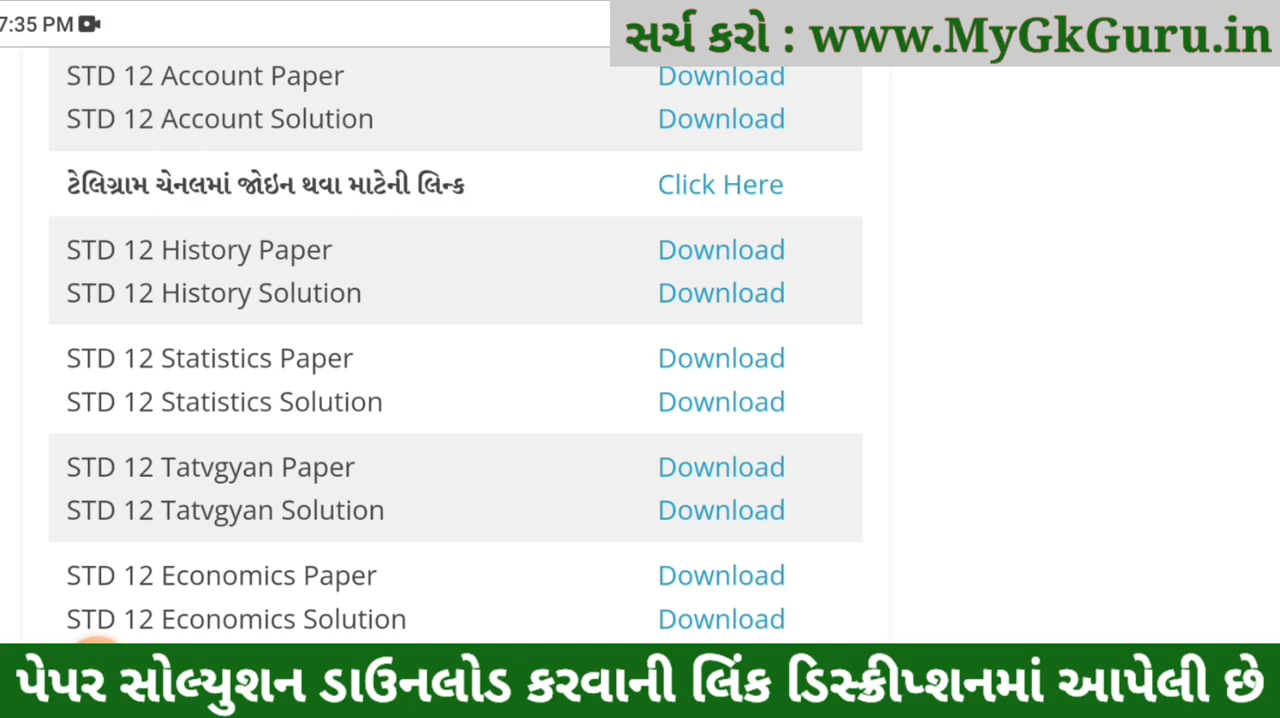 7:35 PM
સર્ચ કરો : www.MyGkGuru.in
STD 12 Account Paper Download
STD 12 Account Solution Download
ટેલિગ્રામ ચેનલમાં જોઇન થવા માટેની લિન્ક Click Here
STD 12 History Paper Download
STD 12 History Solution Download
STD 12 Statistics Paper Download
STD 12 Statistics Solution Download
STD 12 Tatvgyan Paper Download
STD 12 Tatvgyan Solution Download
STD 12 Economics Paper Download
STD 12 Economics Solution Download
પેપર સોલ્યુશન ડાઉનલોડ કરવાની લિંક ડિસ્ક્રીપ્શનમાં આપેલી છે